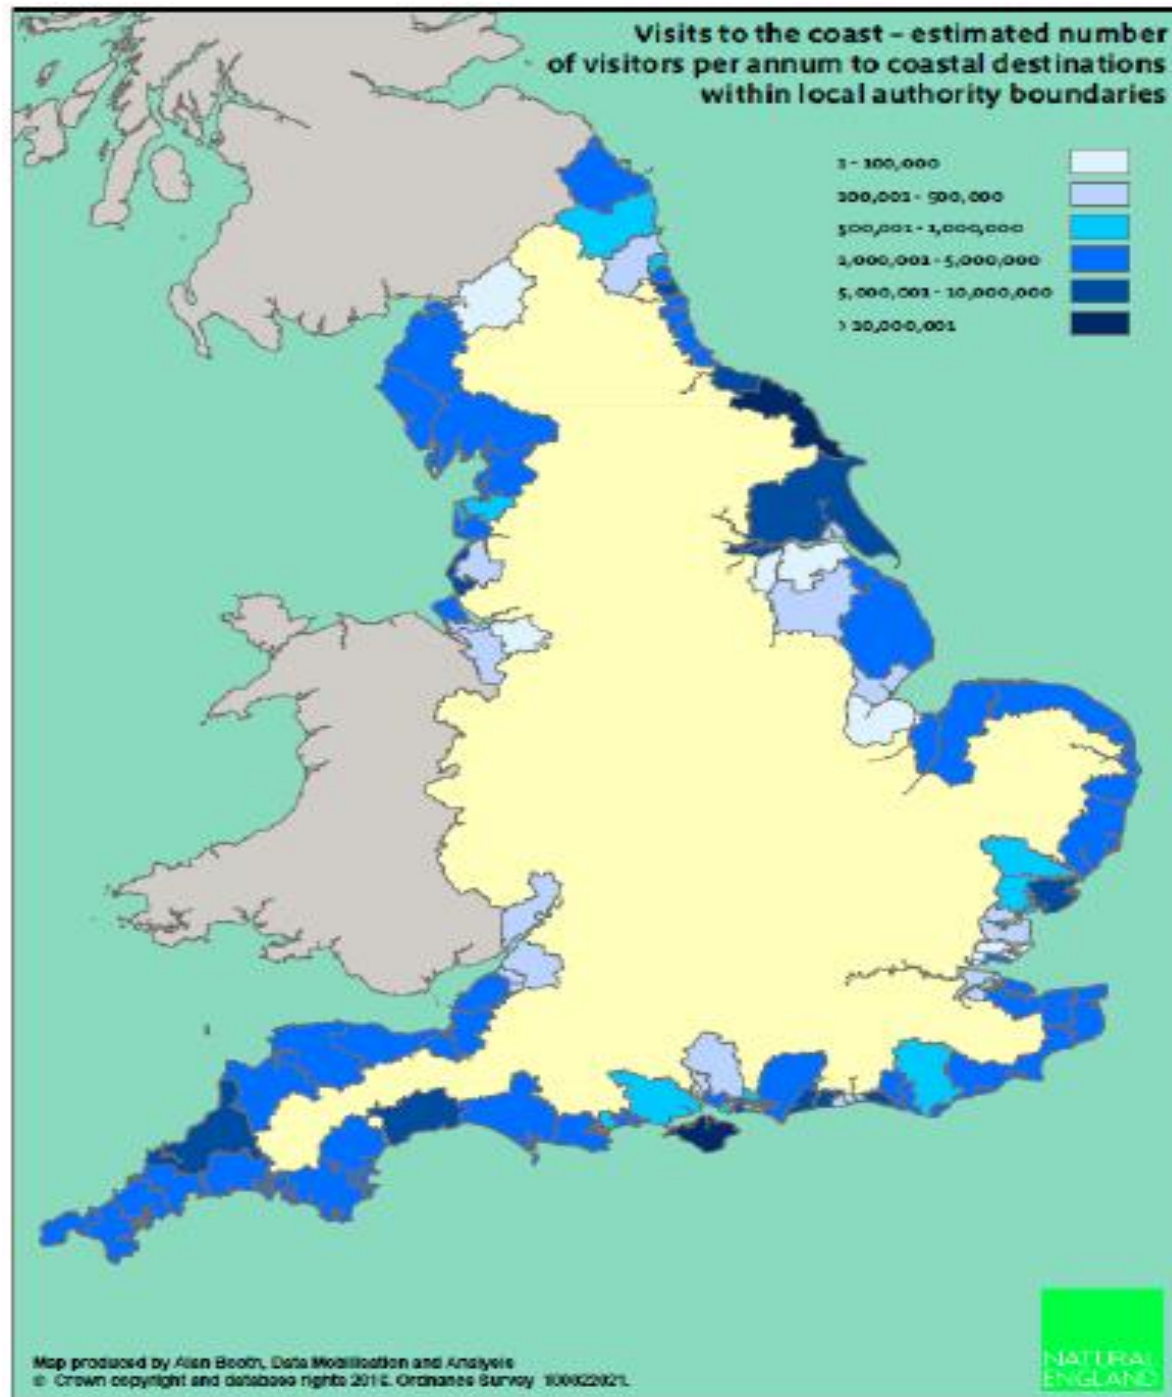 Visits to the coast – estimated number
of visitors per annum to coastal destinations
within local authority boundaries
1 - 100,000
100,001 - 500,000
500,001 - 1,000,000
1,000,001 - 5,000,000
5,000,001 - 10,000,000
> 10,000,001
Map produced by Alan Booth, Data Mobilisation and Analysis
© Crown copyright and database rights Ordnance Survey 100022021.
NATURAL
ENGLAND